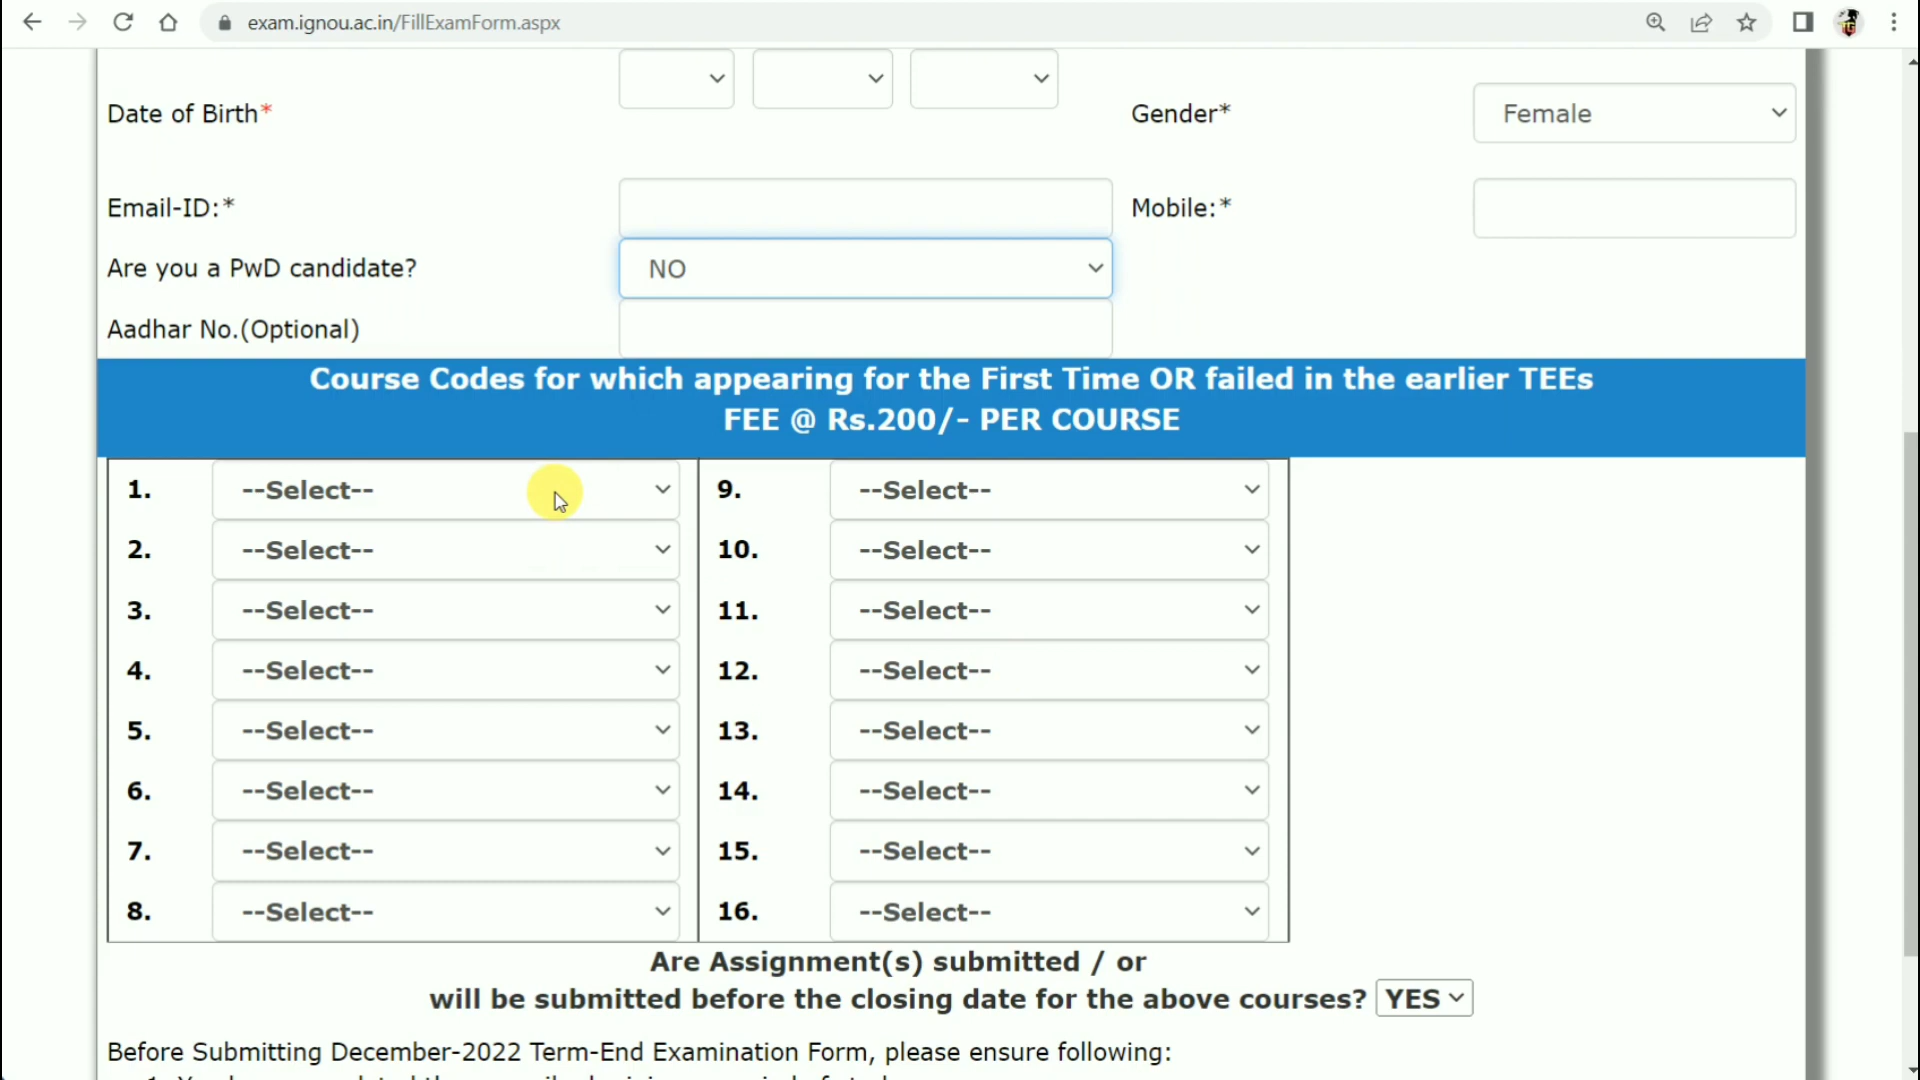 exam.ignou.ac.in/FillExamForm.aspx
Date of Birth*
Gender*
Female
Email-ID:*
Mobile:*
Are you a PwD candidate?
NO
Aadhar No.(Optional)
Course Codes for which appearing for the First Time OR failed in the earlier TEEs
FEE @ Rs.200/- PER COURSE
1. --Select-- 9. --Select--
2. --Select-- 10. --Select--
3. --Select-- 11. --Select--
4. --Select-- 12. --Select--
5. --Select-- 13. --Select--
6. --Select-- 14. --Select--
7. --Select-- 15. --Select--
8. --Select-- 16. --Select--
Are Assignment(s) submitted / or
will be submitted before the closing date for the above courses? YES
Before Submitting December-2022 Term-End Examination Form, please ensure following: